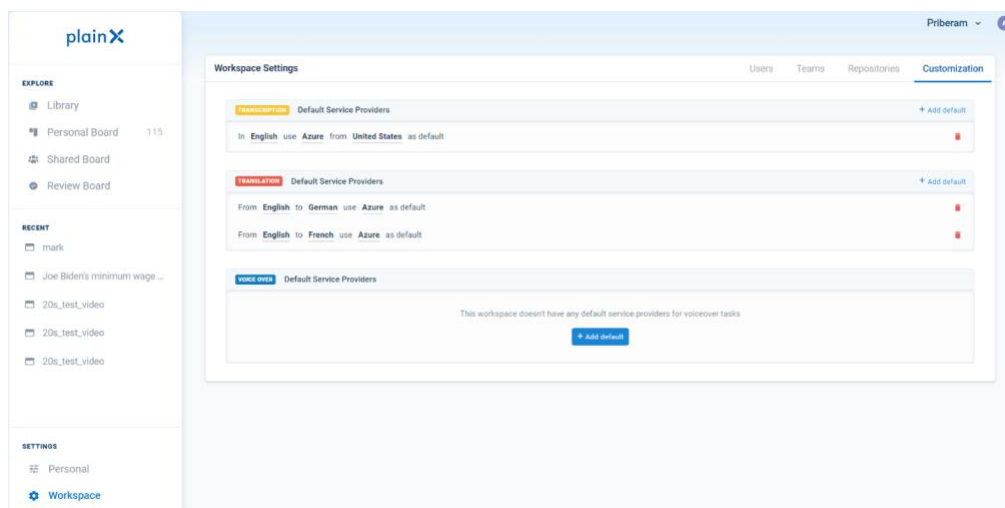 plain X
Priberam
EXPLORE
Library
Personal Board 115
Shared Board
Review Board
RECENT
mark
Joe Biden's minimum wage ...
20s_test_video
20s_test_video
20s_test_video
SETTINGS
Personal
Workspace
Workspace Settings
Users Teams Repositories Customization
TRANSCRIPTION Default Service Providers + Add default
In English use Azure from United States as default
TRANSLATION Default Service Providers + Add default
From English to German use Azure as default
From English to French use Azure as default
VOICE OVER Default Service Providers
This workspace doesn't have any default service providers for voiceover tasks
+ Add default